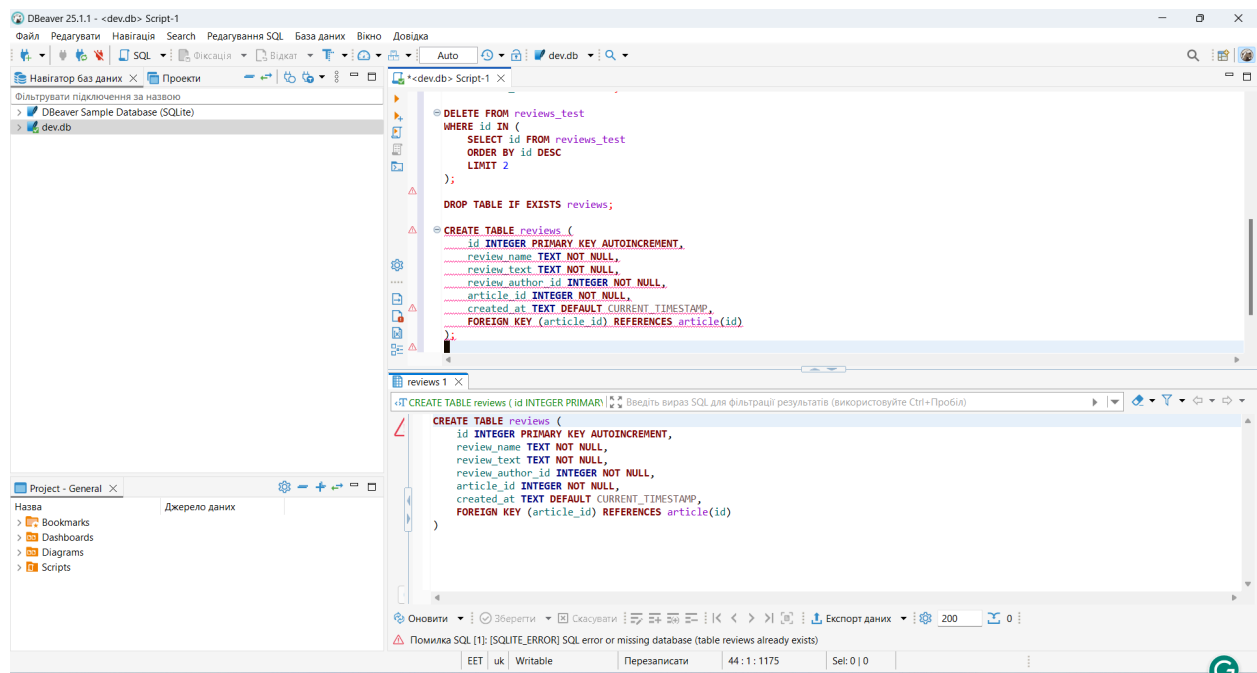 DBeaver 25.1.1 - <dev.db> Script-1
Файл Редагувати Навігація Search Редагування SQL База даних Вікно Довідка
SQL Фіксація Відкат Auto dev.db
Навігатор баз даних Проекти
Фільтрувати підключення за назвою
DBeaver Sample Database (SQLite)
dev.db
*<dev.db> Script-1
DELETE FROM reviews_test
WHERE id IN (
SELECT id FROM reviews_test
ORDER BY id DESC
LIMIT 2
);
DROP TABLE IF EXISTS reviews;
CREATE TABLE reviews (
id INTEGER PRIMARY KEY AUTOINCREMENT,
review_name TEXT NOT NULL,
review_text TEXT NOT NULL,
review_author_id INTEGER NOT NULL,
article_id INTEGER NOT NULL,
created_at TEXT DEFAULT CURRENT_TIMESTAMP,
FOREIGN KEY (article_id) REFERENCES article(id)
);
reviews 1
CREATE TABLE reviews ( id INTEGER PRIMAR Введіть вираз SQL для фільтрації результатів (використовуйте Ctrl+Пробіл)
CREATE TABLE reviews (
id INTEGER PRIMARY KEY AUTOINCREMENT,
review_name TEXT NOT NULL,
review_text TEXT NOT NULL,
review_author_id INTEGER NOT NULL,
article_id INTEGER NOT NULL,
created_at TEXT DEFAULT CURRENT_TIMESTAMP,
FOREIGN KEY (article_id) REFERENCES article(id)
)
Project - General
Назва Джерело даних
Bookmarks
Dashboards
Diagrams
Scripts
Оновити Зберегти Скасувати Експорт даних 200 0
Помилка SQL [1]: [SQLITE_ERROR] SQL error or missing database (table reviews already exists)
EET uk Writable Перезаписати 44 : 1 : 1175 Sel: 0 | 0